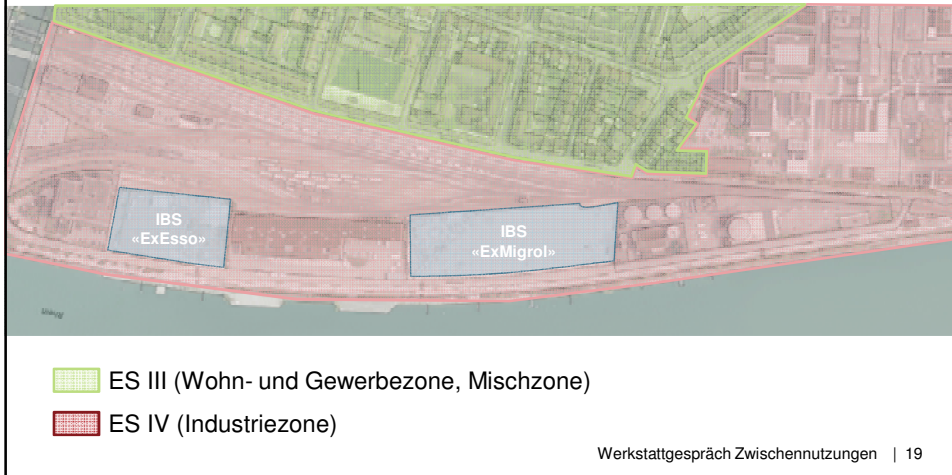 IBS
«ExEsso»
IBS
«ExMigrol»
ES III (Wohn- und Gewerbezone, Mischzone)
ES IV (Industriezone)
Werkstattgespräch Zwischennutzungen | 19